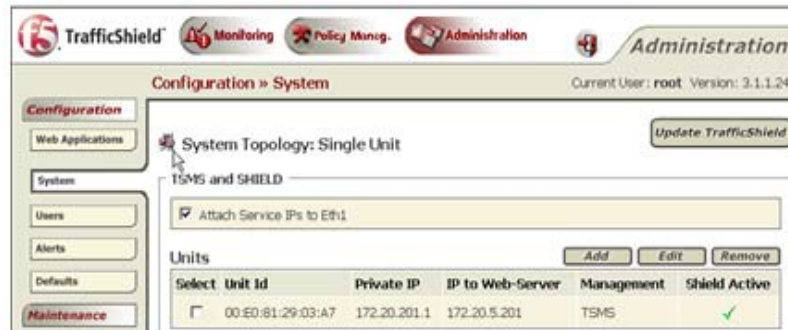 f5 TrafficShield Monitoring Policy Manag. Administration Administration
Configuration » System Current User: root Version: 3.1.1.24
Configuration
Web Applications
System
Users
Alerts
Defaults
Maintenance
System Topology: Single Unit
Update TrafficShield
TSMS and SHIELD
Attach Service IPs to Eth1
Units Add Edit Remove
Select Unit Id Private IP IP to Web-Server Management Shield Active
00:E0:81:29:03:A7 172.20.201.1 172.20.5.201 TSMS